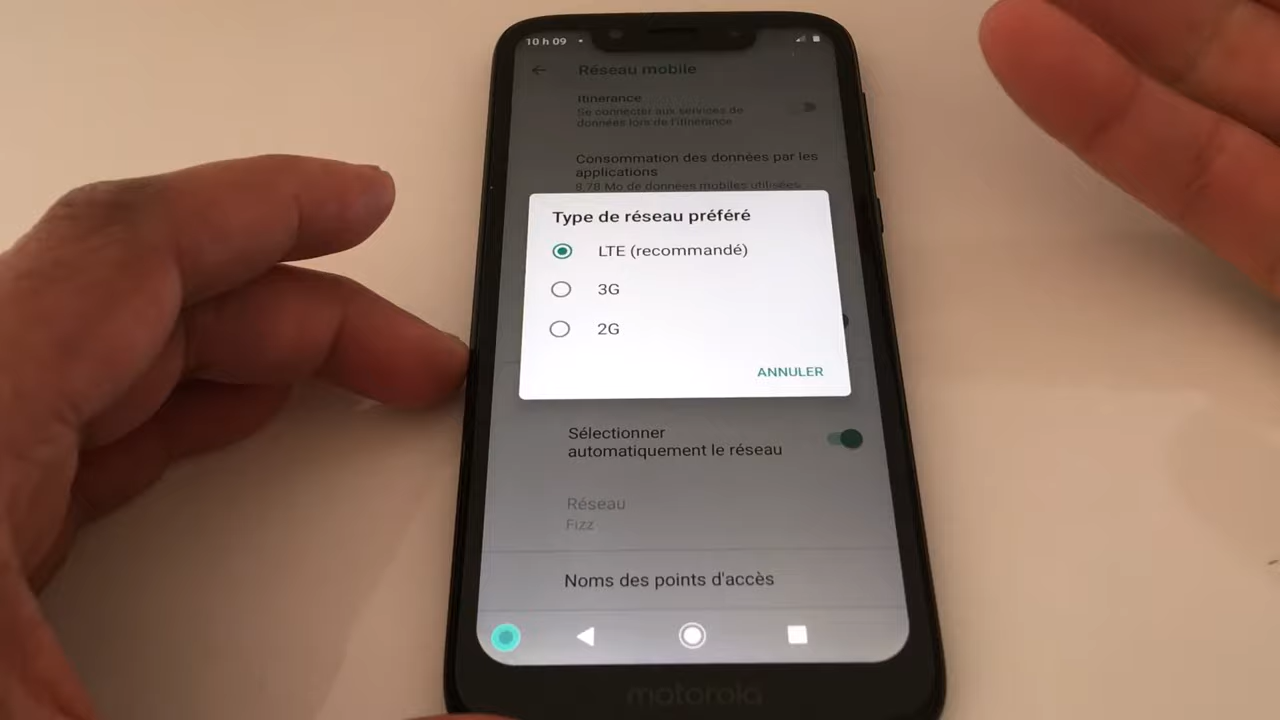 10 h 09
Réseau mobile
Itinérance
Se connecter aux services de
données lors de l'itinérance
Consommation des données par les
applications
8,78 Mo de données mobiles utilisées
Type de réseau préféré
LTE (recommandé)
3G
2G
ANNULER
Sélectionner
automatiquement le réseau
Réseau
Fizz
Noms des points d'accès
motorola